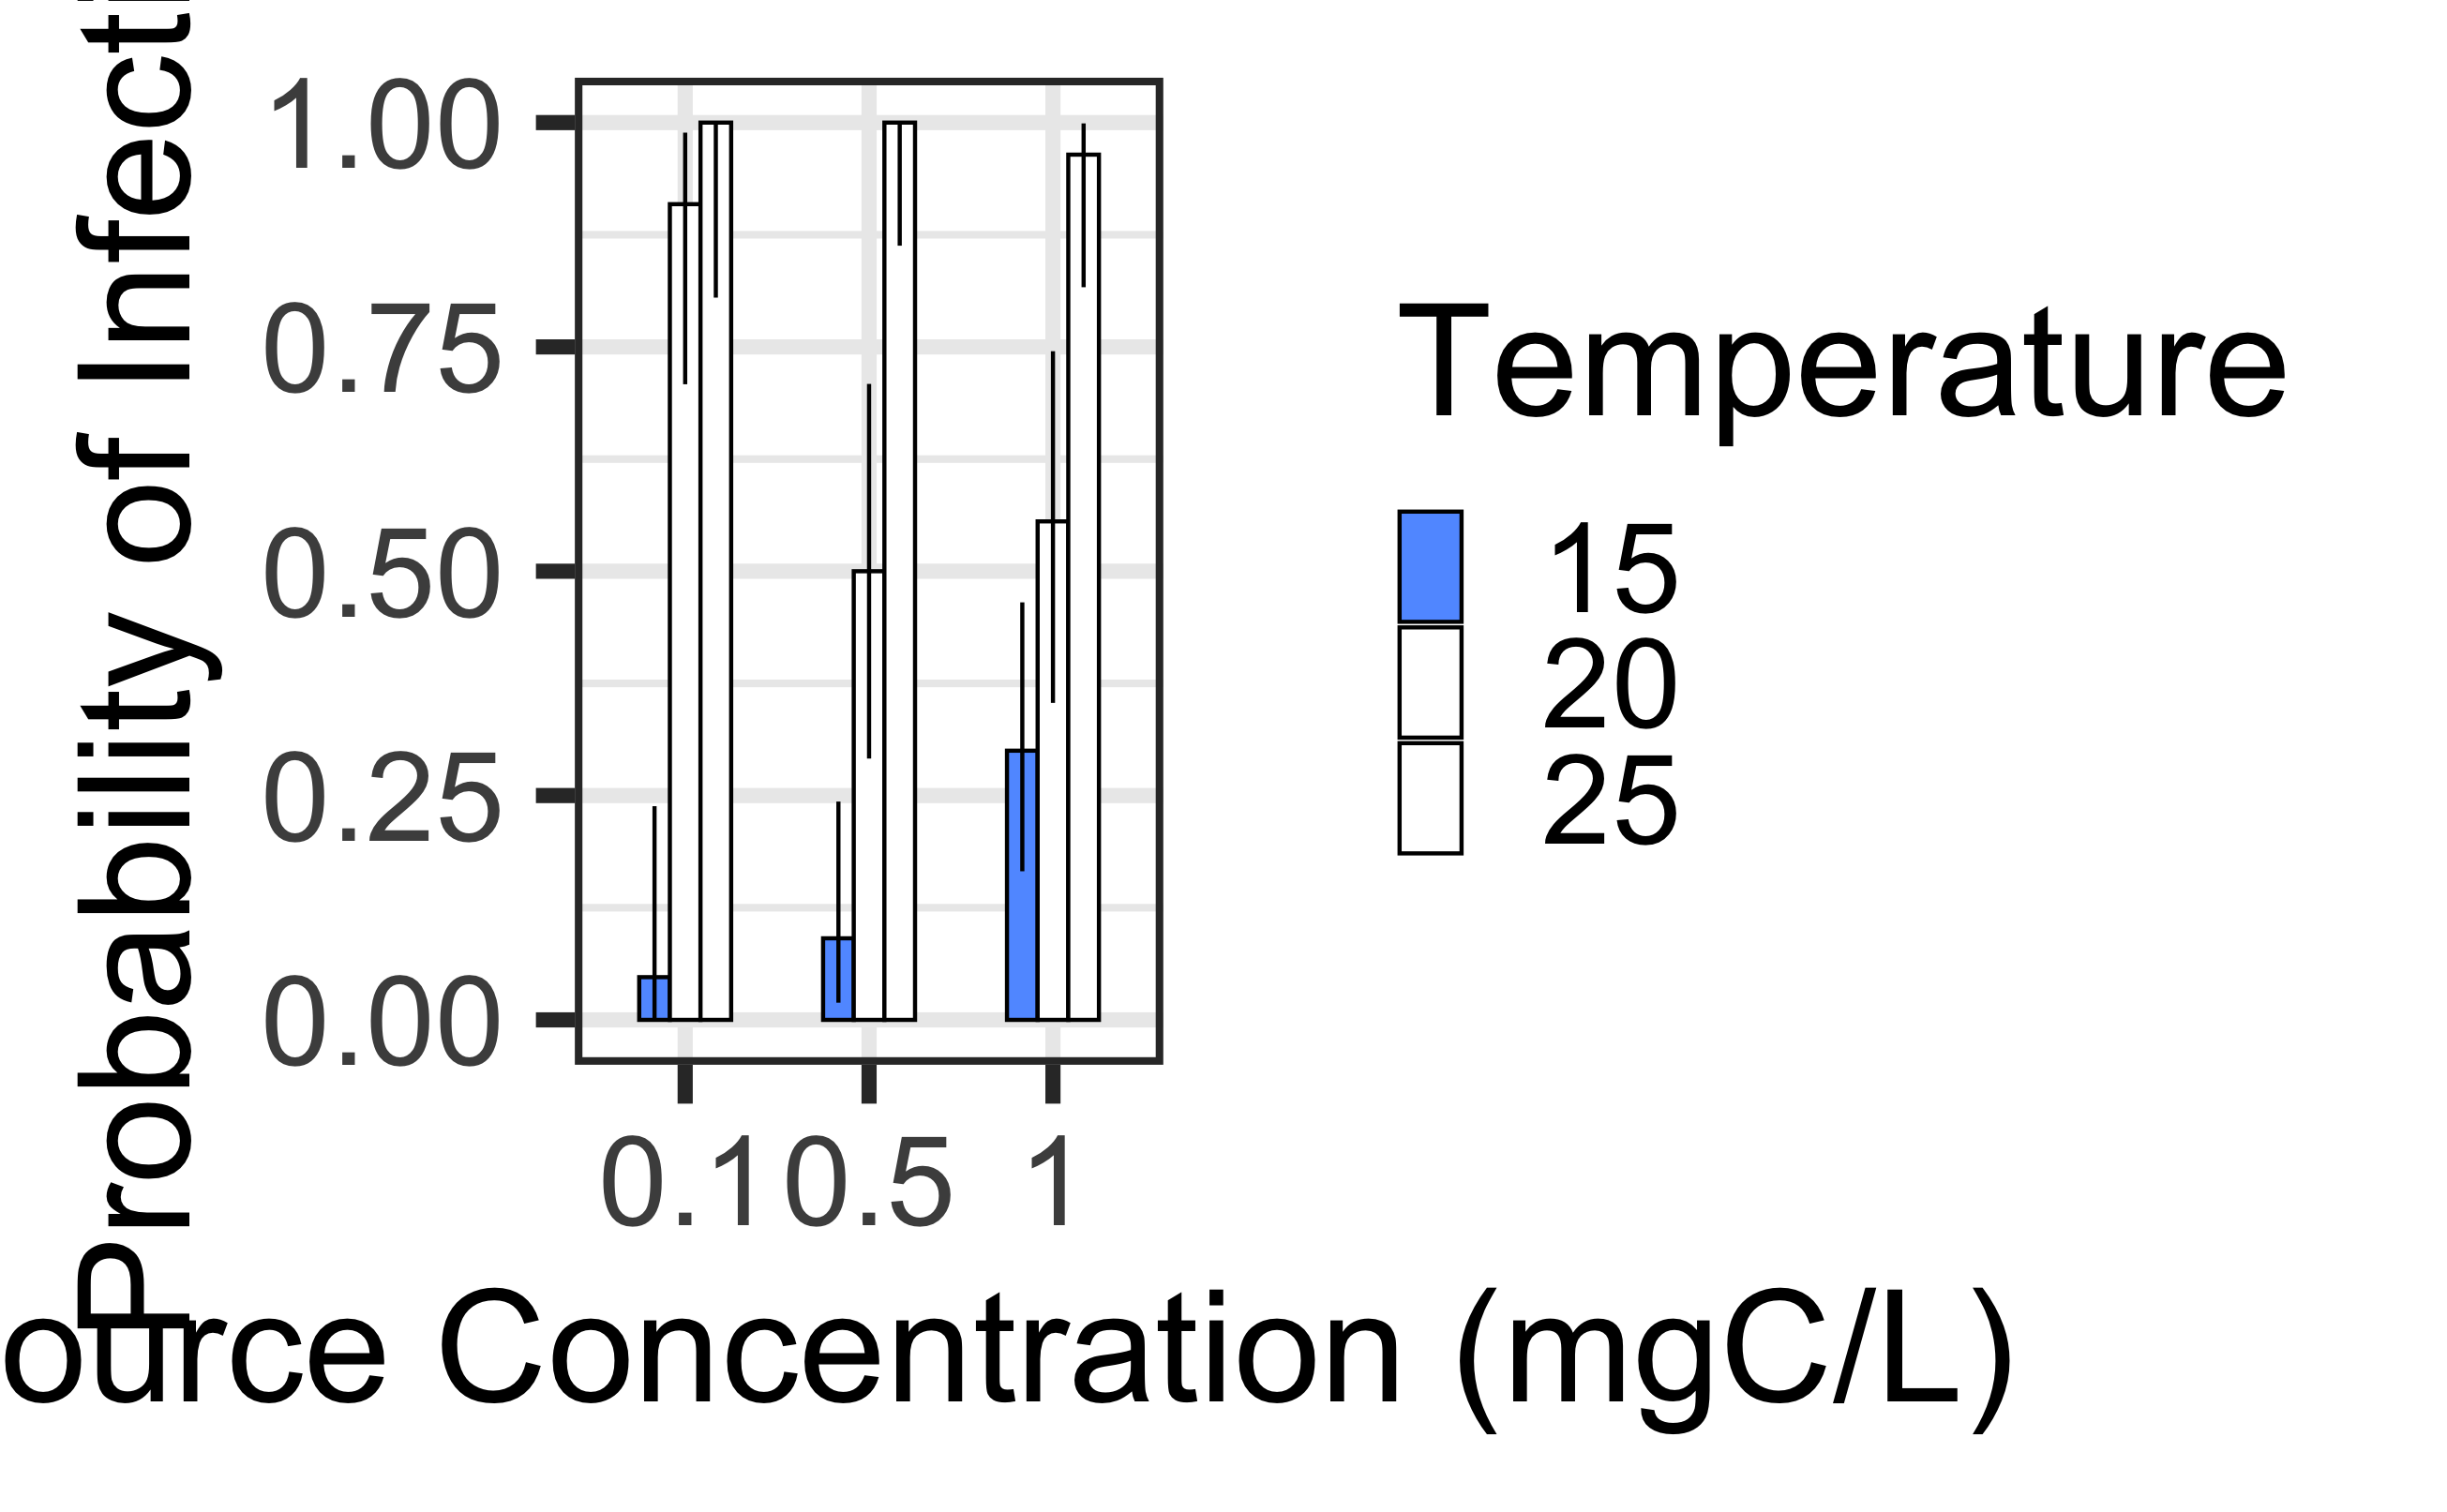 Probability of Infecti
1.00
0.75
0.50
0.25
0.00
0.1 0.5 1
ource Concentration (mgC/L)
Temperature
15
20
25